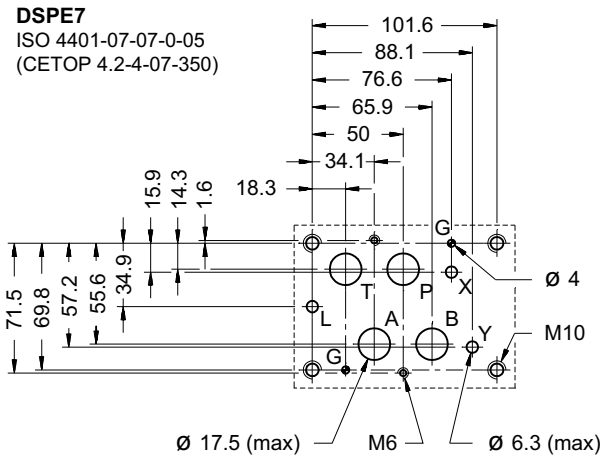 DSPE7
ISO 4401-07-07-0-05
(CETOP 4.2-4-07-350)
101.6
88.1
76.6
65.9
50
34.1
18.3
15.9
14.3
1.6
71.5
69.8
57.2
55.6
34.9
G
T
P
X
L
A
B
Y
G
Ø 4
M10
Ø 17.5 (max)
M6
Ø 6.3 (max)